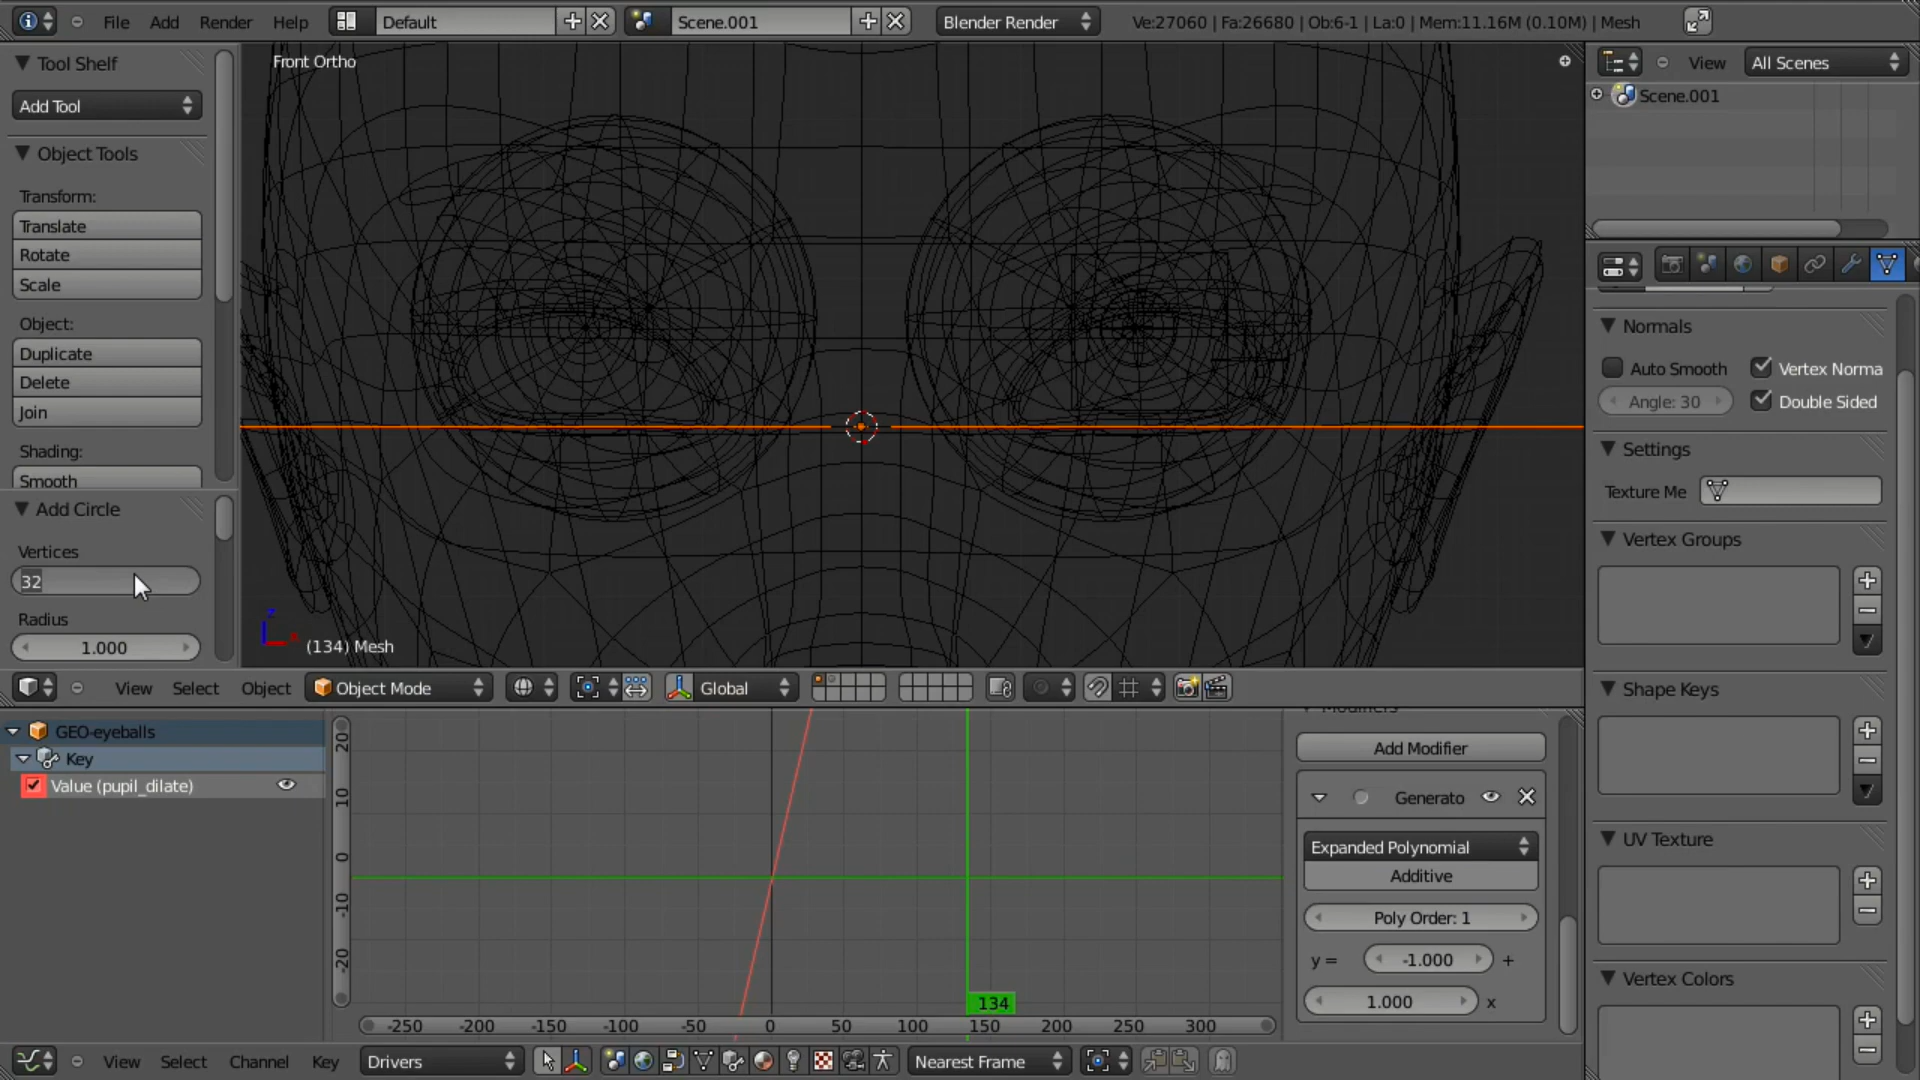 File Add Render Help Default Scene.001 Blender Render Ve:27060 | Fa:26680 | Ob:6-1 | La:0 | Mem:11.16M (0.10M) | Mesh
Tool Shelf
Add Tool
Object Tools
Transform:
Translate
Rotate
Scale
Object:
Duplicate
Delete
Join
Shading:
Smooth
Add Circle
Vertices
32
Radius
1.000
Front Ortho
z
(134) Mesh
View Select Object Object Mode Global
View All Scenes
Scene.001
Normals
Auto Smooth Vertex Norma
Angle: 30 Double Sided
Settings
Texture Me
Vertex Groups
Shape Keys
UV Texture
Vertex Colors
GEO-eyeballs
Key
Value (pupil_dilate)
20
10
0
-10
-20
134
-250 -200 -150 -100 -50 0 50 100 150 200 250 300
Modifiers
Add Modifier
Generato
Expanded Polynomial
Additive
Poly Order: 1
y = -1.000 +
1.000 x
View Select Channel Key Drivers Nearest Frame